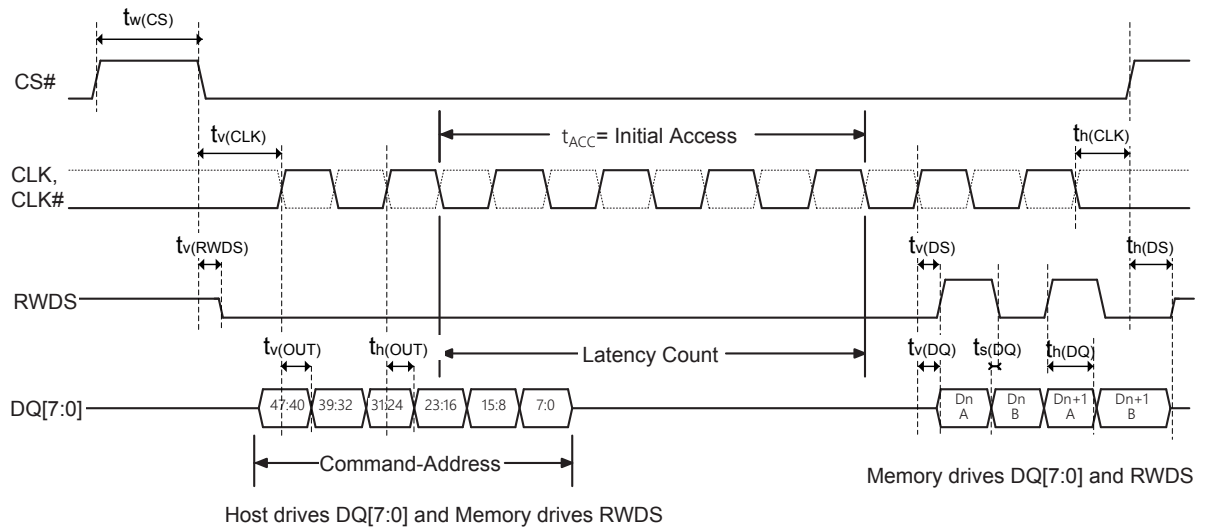 tw(CS)
CS#
tv(CLK)
tACC= Initial Access
th(CLK)
CLK,
CLK#
tv(RWDS)
tv(DS)
th(DS)
RWDS
tv(OUT)
th(OUT)
Latency Count
tv(DQ)
ts(DQ)
th(DQ)
DQ[7:0]
47:40
39:32
31:24
23:16
15:8
7:0
Dn
A
Dn
B
Dn+1
A
Dn+1
B
Command-Address
Memory drives DQ[7:0] and RWDS
Host drives DQ[7:0] and Memory drives RWDS